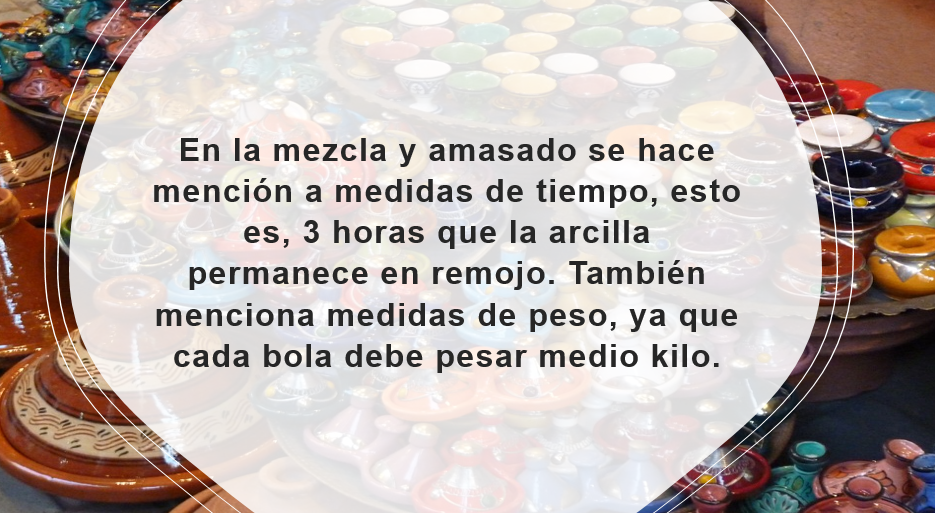 En la mezcla y amasado se hace
mención a medidas de tiempo, esto
es, 3 horas que la arcilla
permanece en remojo. También
menciona medidas de peso, ya que
cada bola debe pesar medio kilo.